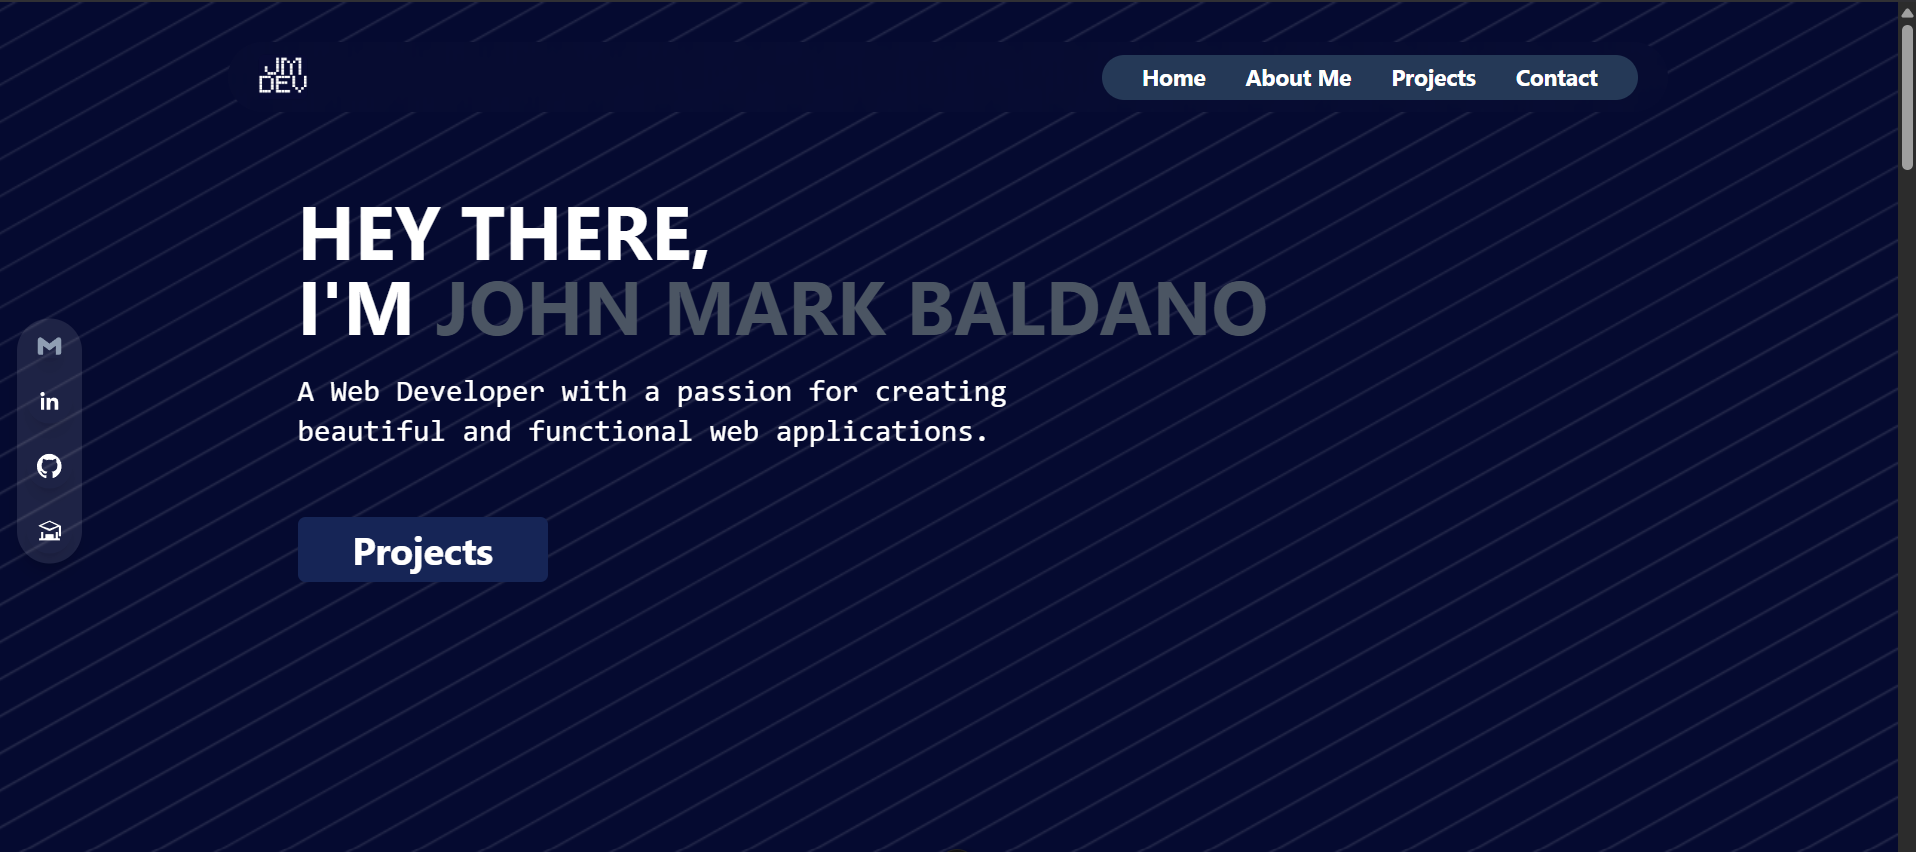 JM
DEV
Home About Me Projects Contact
HEY THERE,
I'M JOHN MARK BALDANO
A Web Developer with a passion for creating
beautiful and functional web applications.
in
Projects